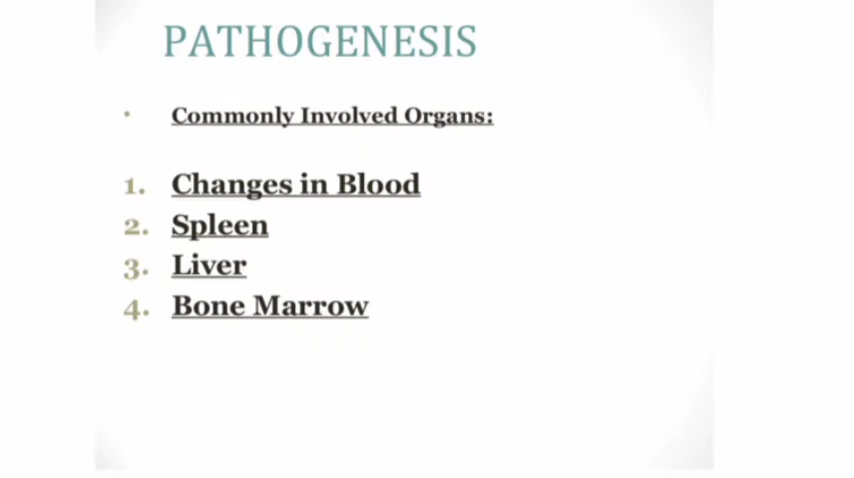 PATHOGENESIS
• Commonly Involved Organs:
1. Changes in Blood
2. Spleen
3. Liver
4. Bone Marrow